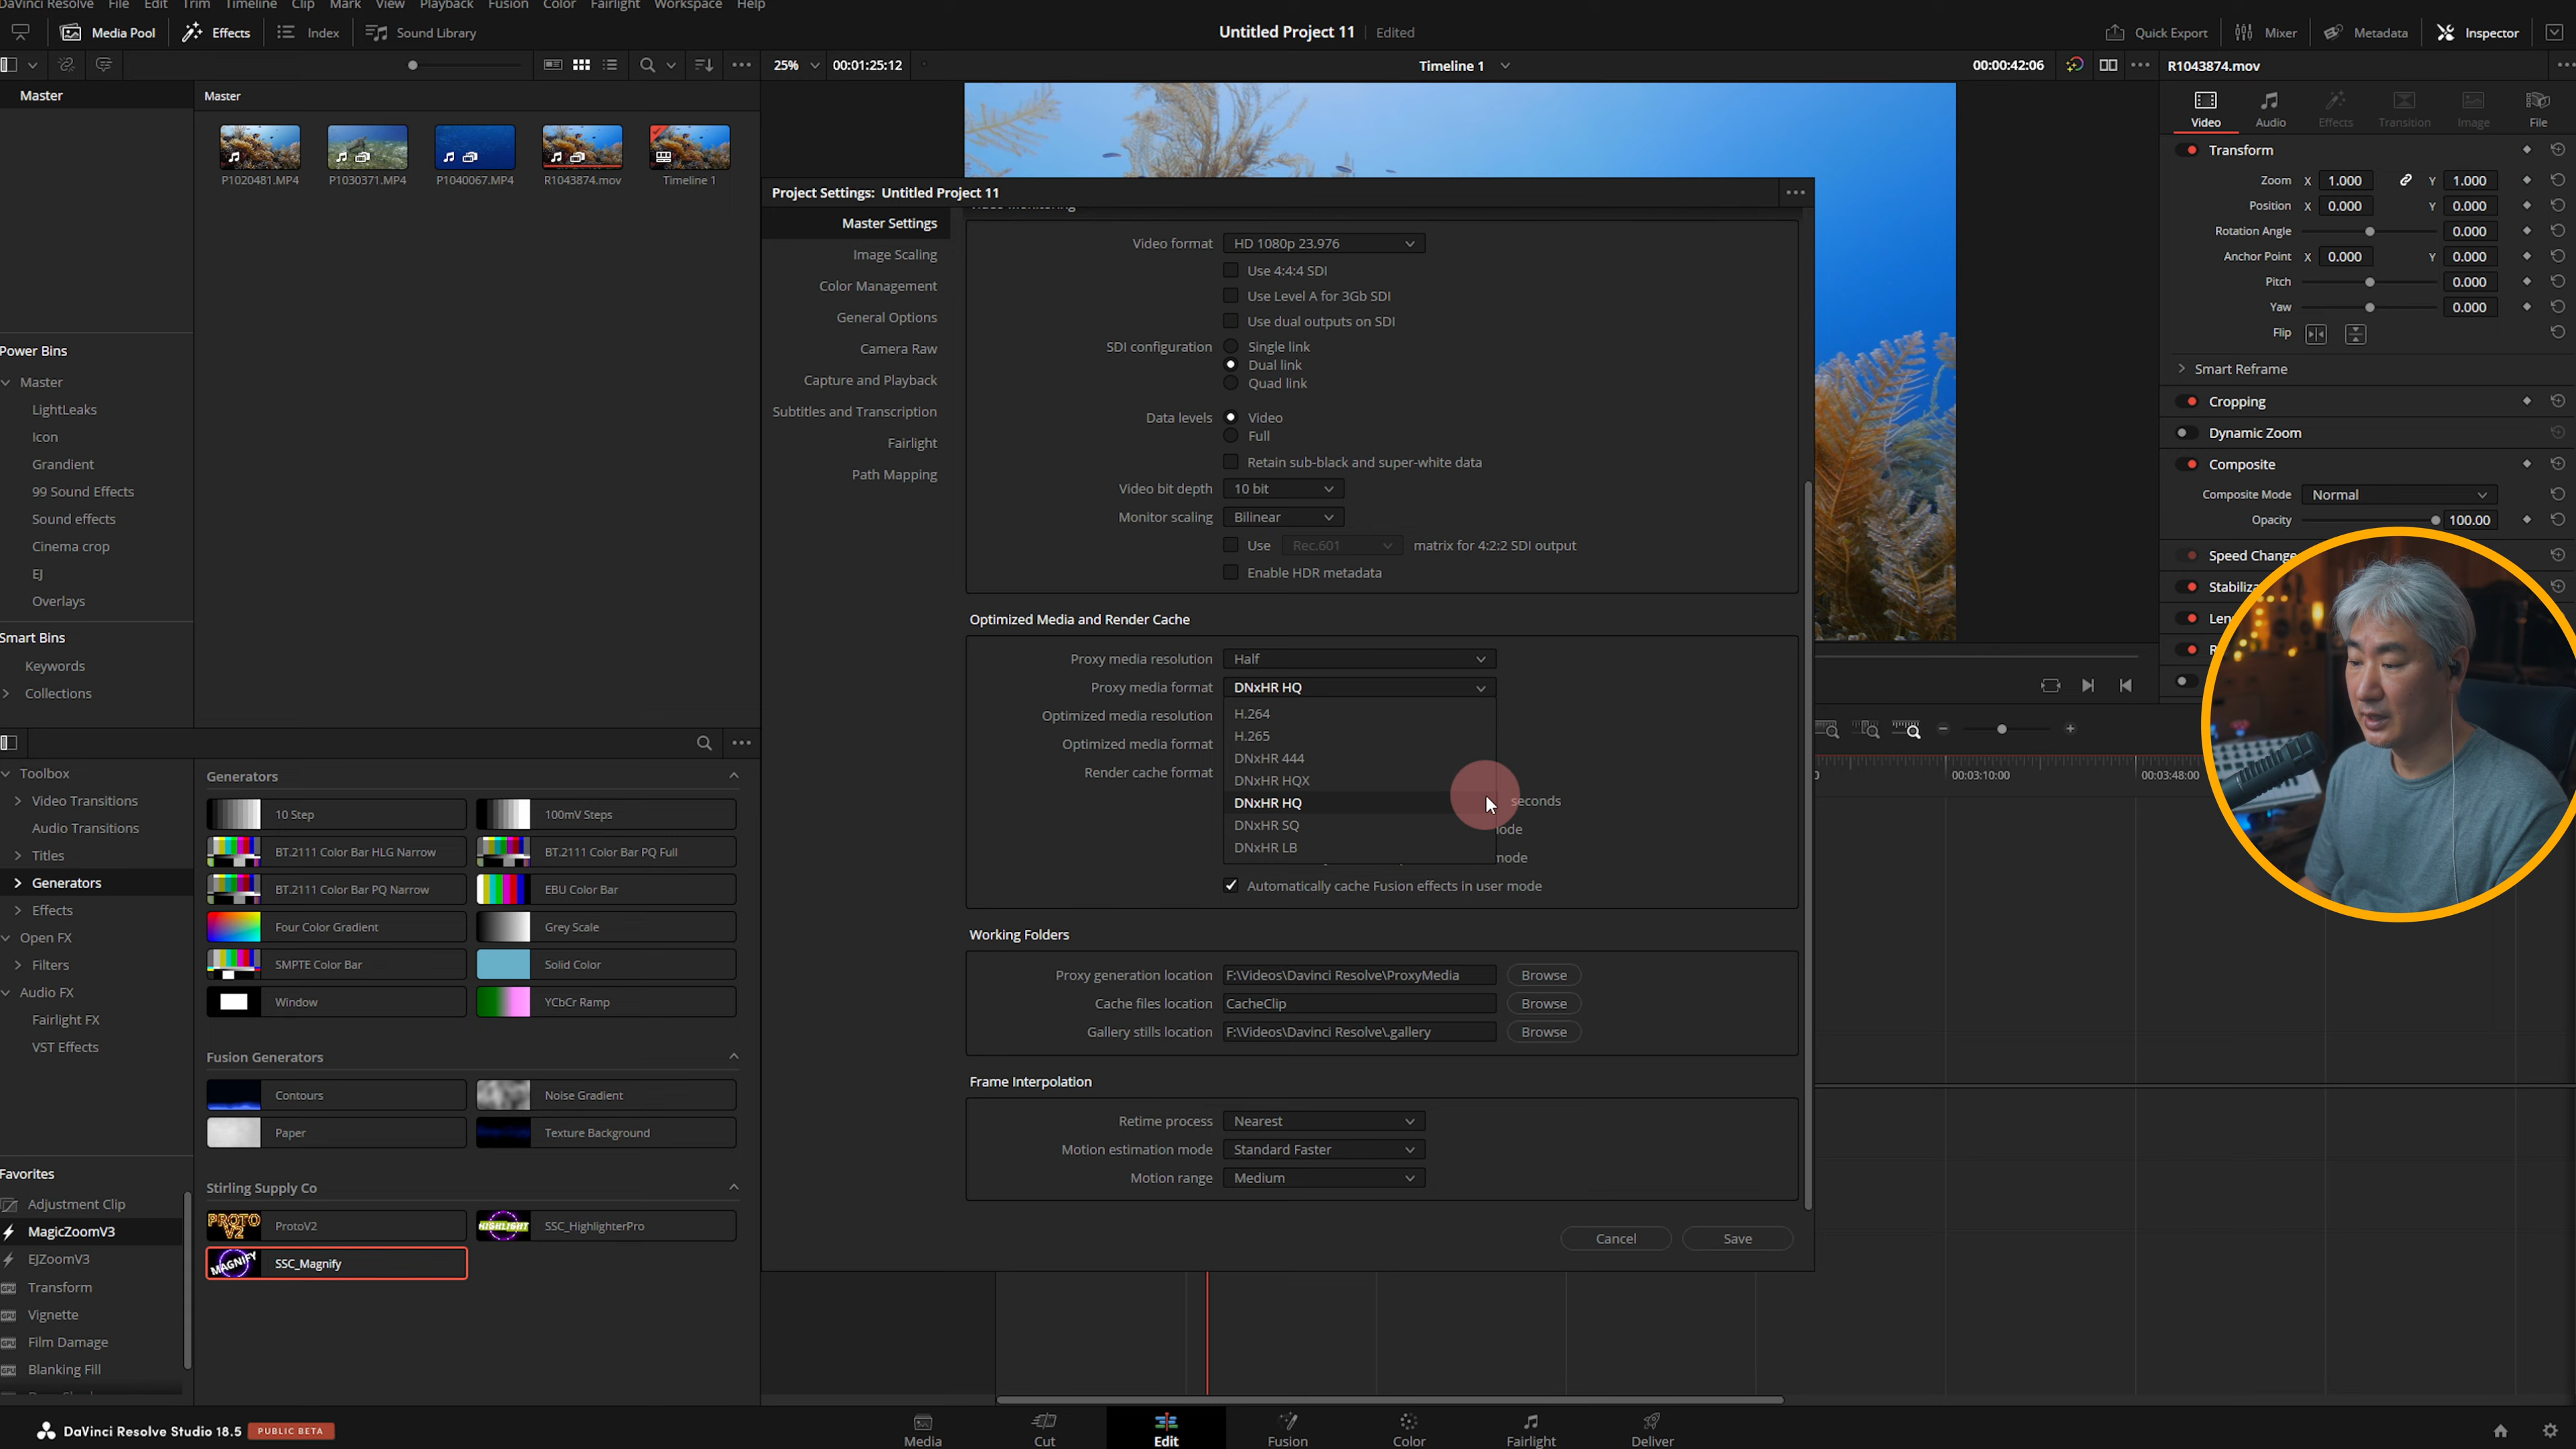 DaVinci Resolve File Edit Trim Timeline Clip Mark View Playback Fusion Color Fairlight Workspace Help
Media Pool Effects Index Sound Library
Untitled Project 11 Edited
Quick Export Mixer Metadata Inspector
25% 00:01:25:12 Timeline 1 00:00:42:06 R1043874.mov
Master
Master
P1020481.MP4 P1030371.MP4 P1040067.MP4 R1043874.mov Timeline 1
Power Bins
Master
LightLeaks
Icon
Grandient
99 Sound Effects
Sound effects
Cinema crop
EJ
Overlays
Smart Bins
Keywords
Collections
Project Settings: Untitled Project 11
Master Settings
Image Scaling
Color Management
General Options
Camera Raw
Capture and Playback
Subtitles and Transcription
Fairlight
Path Mapping
Video Monitoring
Video format HD 1080p 23.976
Use 4:4:4 SDI
Use Level A for 3Gb SDI
Use dual outputs on SDI
SDI configuration Single link
Dual link
Quad link
Data levels Video
Full
Retain sub-black and super-white data
Video bit depth 10 bit
Monitor scaling Bilinear
Use Rec.601 matrix for 4:2:2 SDI output
Enable HDR metadata
Optimized Media and Render Cache
Proxy media resolution Half
Proxy media format DNxHR HQ
Optimized media resolution
Optimized media format
Render cache format
H.264
H.265
DNxHR 444
DNxHR HQX
DNxHR HQ
DNxHR SQ
DNxHR LB
seconds
ode
mode
Automatically cache Fusion effects in user mode
Working Folders
Proxy generation location F:\Videos\Davinci Resolve\ProxyMedia Browse
Cache files location CacheClip Browse
Gallery stills location F:\Videos\Davinci Resolve\.gallery Browse
Frame Interpolation
Retime process Nearest
Motion estimation mode Standard Faster
Motion range Medium
Cancel Save
Video Audio Effects Transition Image File
Transform
Zoom X 1.000 Y 1.000
Position X 0.000 Y 0.000
Rotation Angle 0.000
Anchor Point X 0.000 Y 0.000
Pitch 0.000
Yaw 0.000
Flip
Smart Reframe
Cropping
Dynamic Zoom
Composite
Composite Mode Normal
Opacity 100.00
Speed Change
Stabiliza
Len
R
00:03:10:00 00:03:48:00
Toolbox
Video Transitions
Audio Transitions
Titles
Generators
Effects
Open FX
Filters
Audio FX
Fairlight FX
VST Effects
Favorites
Adjustment Clip
MagicZoomV3
EJZoomV3
Transform
Vignette
Film Damage
Blanking Fill
Generators
10 Step 100mV Steps
BT.2111 Color Bar HLG Narrow BT.2111 Color Bar PQ Full
BT.2111 Color Bar PQ Narrow EBU Color Bar
Four Color Gradient Grey Scale
SMPTE Color Bar Solid Color
Window YCbCr Ramp
Fusion Generators
Contours Noise Gradient
Paper Texture Background
Stirling Supply Co
PROTO V2 ProtoV2 HIGHLIGHT SSC_HighlighterPro
MAGNIFY SSC_Magnify
DaVinci Resolve Studio 18.5 PUBLIC BETA
Media Cut Edit Fusion Color Fairlight Deliver